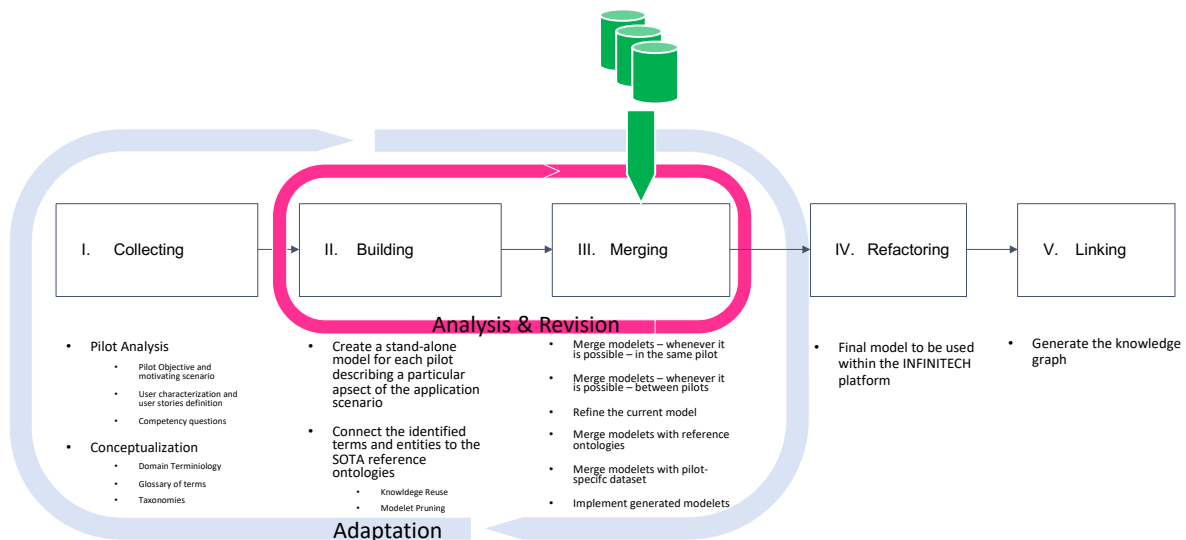 I. Collecting
II. Building
III. Merging
IV. Refactoring
V. Linking
Analysis & Revision
• Pilot Analysis
• Pilot Objective and
motivating scenario
• User characterization and
user stories definition
• Competency questions
• Conceptualization
• Domain Terminiology
• Glossary of terms
• Taxonomies
• Create a stand-alone
model for each pilot
describing a particular
apsect of the application
scenario
• Connect the identified
terms and entities to the
SOTA reference
ontologies
• Knowldege Reuse
• Modelet Pruning
• Merge modelets – whenever it
is possible – in the same pilot
• Merge modelets – whenever it
is possible – between pilots
• Refine the current model
• Merge modelets with reference
ontologies
• Merge modelets with pilot-
specifc dataset
• Implement generated modelets
• Final model to be used
within the INFINITECH
platform
• Generate the knowledge
graph
Adaptation